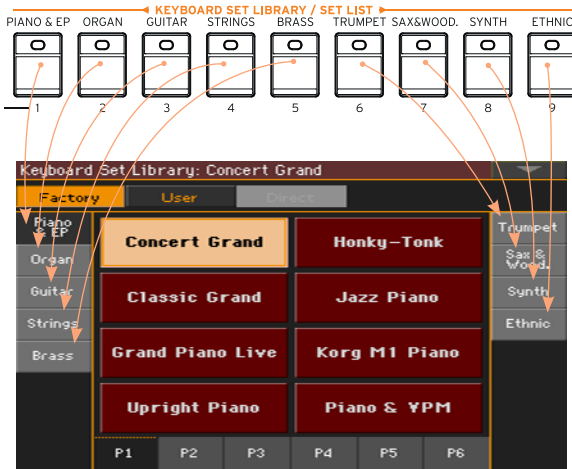 KEYBOARD SET LIBRARY / SET LIST
PIANO & EP ORGAN GUITAR STRINGS BRASS TRUMPET SAX&WOOD. SYNTH ETHNIC
1 2 3 4 5 6 7 8 9
Keyboard Set Library: Concert Grand
Factory User Direct
Piano & EP
Organ
Guitar
Strings
Brass
Concert Grand Honky-Tonk
Classic Grand Jazz Piano
Grand Piano Live Korg M1 Piano
Upright Piano Piano & VPM
Trumpet
Sax & Wood.
Synth
Ethnic
P1 P2 P3 P4 P5 P6